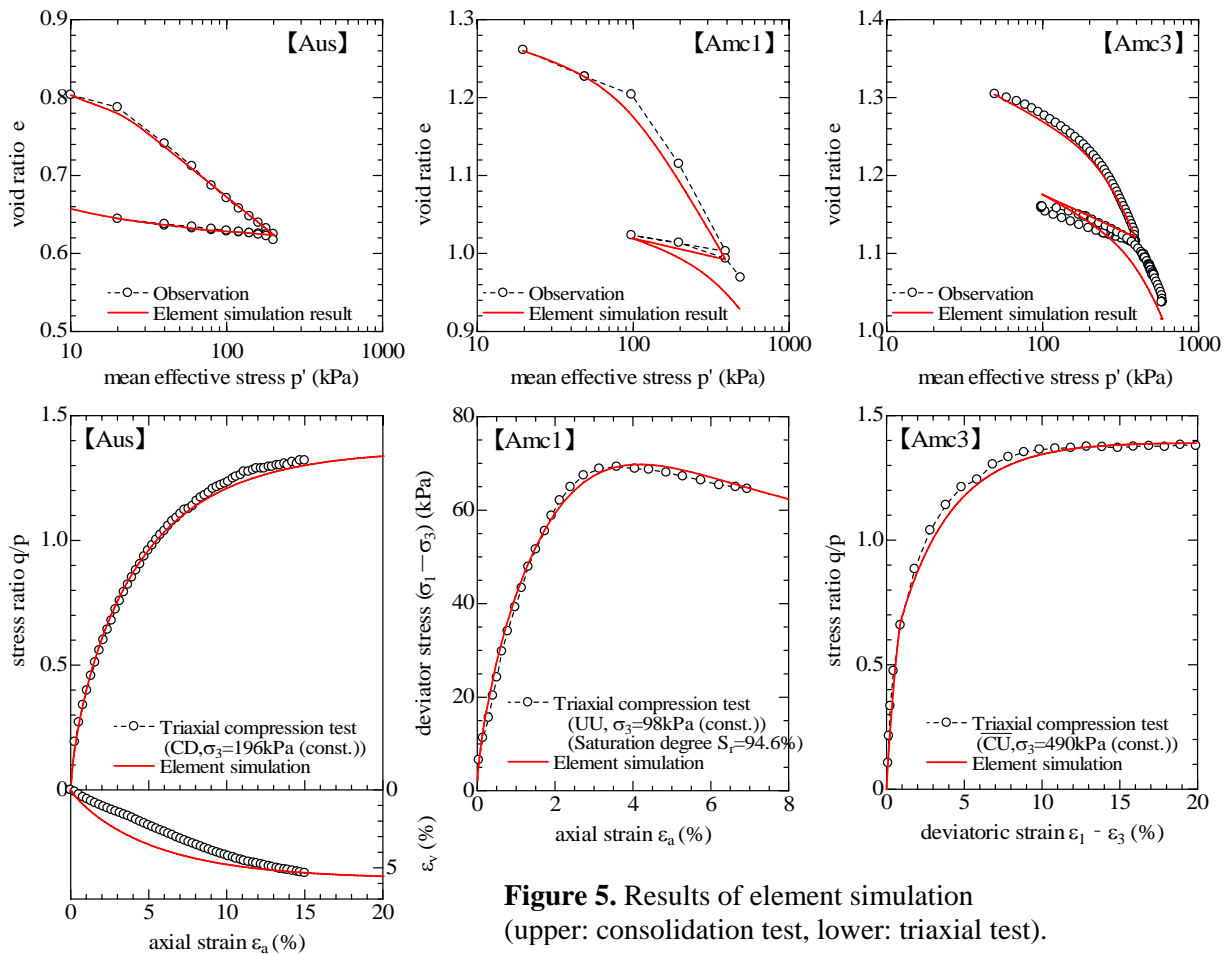 【Aus】
0.9
0.8
0.7
0.6
0.5
void ratio e
Observation
Element simulation result
10
100
1000
mean effective stress p' (kPa)
【Amc1】
1.3
1.2
1.1
1.0
0.9
void ratio e
Observation
Element simulation result
10
100
1000
mean effective stress p' (kPa)
【Amc3】
1.4
1.3
1.2
1.1
1.0
void ratio e
Observation
Element simulation result
10
100
1000
mean effective stress p' (kPa)
【Aus】
1.5
1.0
0.5
0
stress ratio q/p
Triaxial compression test
(CD,σ3=196kPa (const.))
Element simulation
0
5
εv (%)
0
5
10
15
20
axial strain εa (%)
【Amc1】
80
60
40
20
0
deviator stress (σ1—σ3) (kPa)
Triaxial compression test
(UU, σ3=98kPa (const.))
(Saturation degree Sr=94.6%)
Element simulation
0
2
4
6
8
axial strain εa (%)
【Amc3】
1.5
1.0
0.5
0
stress ratio q/p
Triaxial compression test
(C̅U̅,σ3=490kPa (const.))
Element simulation
0
5
10
15
20
deviatoric strain ε1 - ε3 (%)
Figure 5. Results of element simulation
(upper: consolidation test, lower: triaxial test).